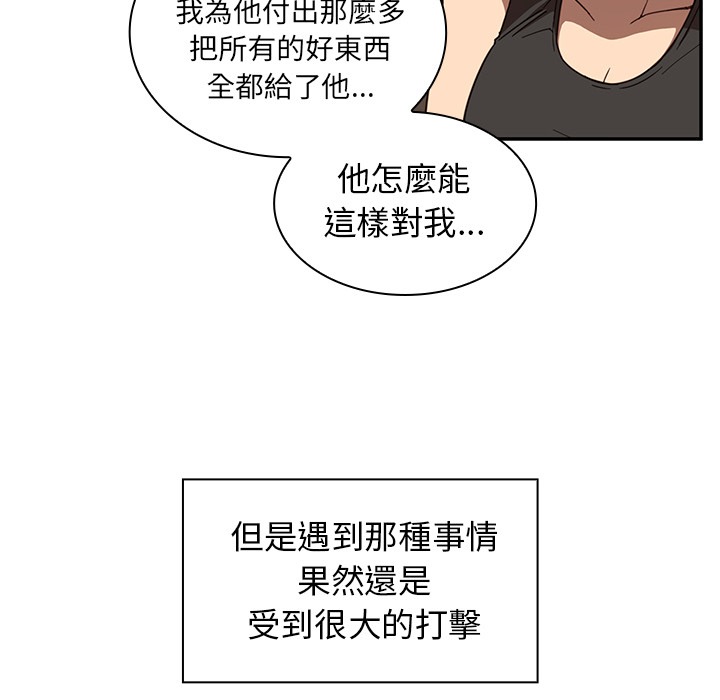 我為他付出那麼多
把所有的好東西
全都給了他...
他怎麼能
這樣對我...
但是遇到那種事情
果然還是
受到很大的打擊